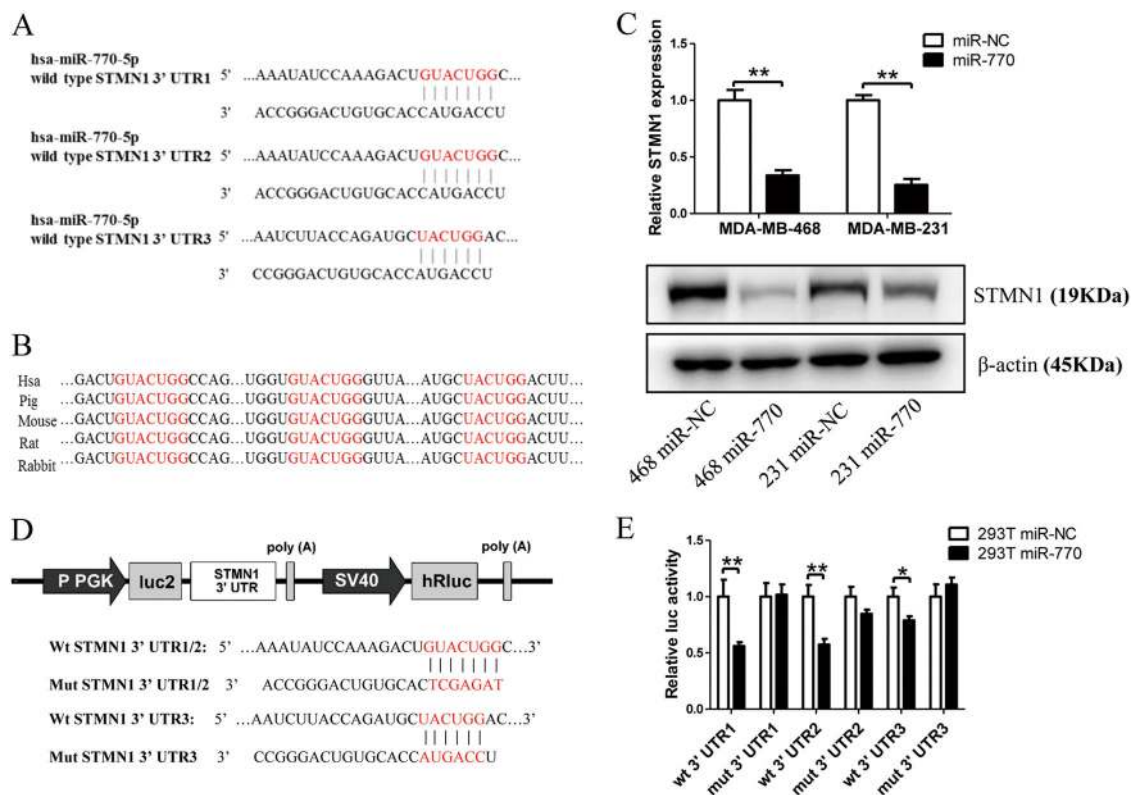 A
hsa-miR-770-5p
wild type STMN1 3' UTR1
5' ...AAAUAUCCAAAGACUGUACUGGC...
3' ACCGGGACUGUGCACCAUGACCU
hsa-miR-770-5p
wild type STMN1 3' UTR2
5' ...AAAUAUCCAAAGACUGUACUGGC...
3' ACCGGGACUGUGCACCAUGACCU
hsa-miR-770-5p
wild type STMN1 3' UTR3
5' ...AAUCUUACCAGAUGCUACUGGAC...
3' CCGGGACUGUGCACCAUGACCU
B
Hsa ...GACUGUACUGGCCAG...UGGUGUACUGGGUUA...AUGCUACUGGACUU...
Pig ...GACUGUACUGGCCAG...UGGUGUACUGGGUUA...AUGCUACUGGACUU...
Mouse ...GACUGUACUGGCCAG...UGGUGUACUGGGUUA...AUGCUACUGGACUU...
Rat ...GACUGUACUGGCCAG...UGGUGUACUGGGUUA...AUGCUACUGGACUU...
Rabbit ...GACUGUACUGGCCAG...UGGUGUACUGGGUUA...AUGCUACUGGACUU...
C
miR-NC
miR-770
Relative STMN1 expression
1.5
1.0
0.5
0.0
**
**
MDA-MB-468
MDA-MB-231
STMN1 (19KDa)
β-actin (45KDa)
468 miR-NC
468 miR-770
231 miR-NC
231 miR-770
D
poly (A)
poly (A)
P PGK
luc2
STMN1
3' UTR
SV40
hRluc
Wt STMN1 3' UTR1/2: 5' ...AAAUAUCCAAAGACUGUACUGGC...3'
Mut STMN1 3' UTR1/2 3' ACCGGGACUGUGCACTCGAGAT
Wt STMN1 3' UTR3: 5' ...AAUCUUACCAGAUGCUACUGGAC...3'
Mut STMN1 3' UTR3 3' CCGGGACUGUGCACCAUGACCU
E
293T miR-NC
293T miR-770
Relative luc activity
1.5
1.0
0.5
0.0
**
**
*
wt 3' UTR1
mut 3' UTR1
wt 3' UTR2
mut 3' UTR2
wt 3' UTR3
mut 3' UTR3